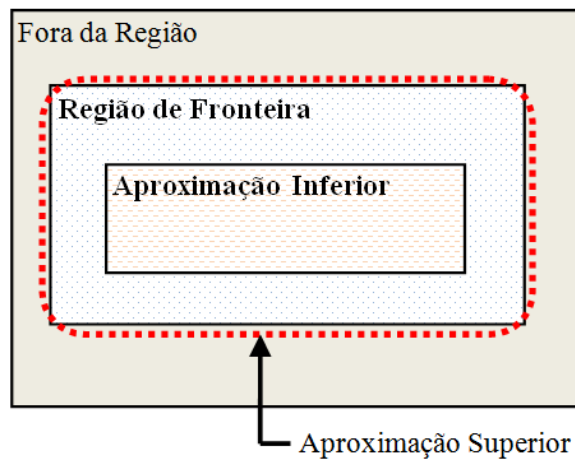 Fora da Região
Região de Fronteira
Aproximação Inferior
Aproximação Superior